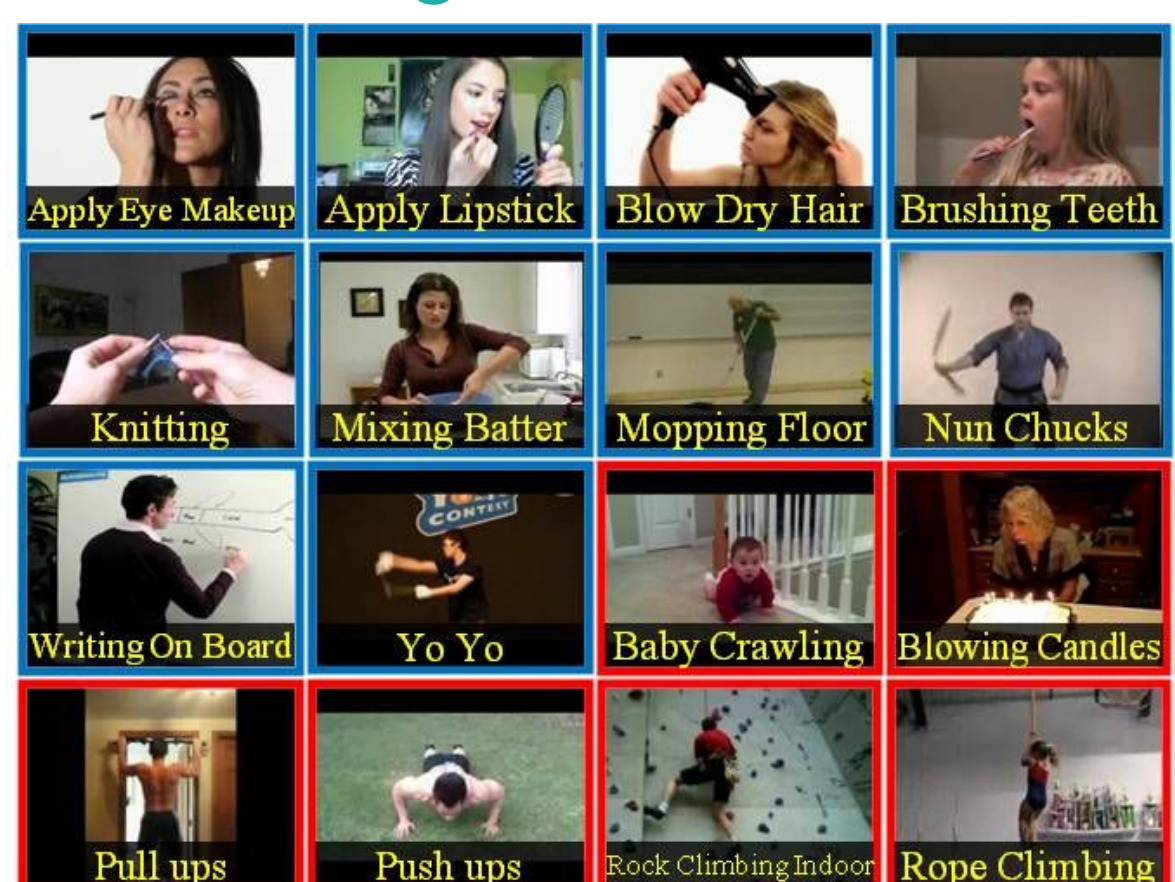 Apply Eye Makeup
Apply Lipstick
Blow Dry Hair
Brushing Teeth
Knitting
Mixing Batter
Mopping Floor
Nun Chucks
Writing On Board
CONTEST
Yo Yo
Baby Crawling
Blowing Candles
Pull ups
Push ups
Rock Climbing Indoor
Rope Climbing